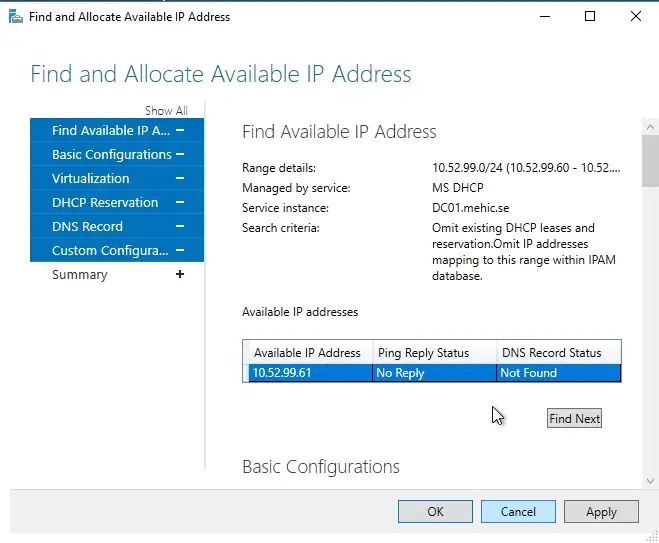 Find and Allocate Available IP Address
Find and Allocate Available IP Address
Show All
Find Available IP A...
Basic Configurations
Virtualization
DHCP Reservation
DNS Record
Custom Configura...
Summary
Find Available IP Address
Range details: 10.52.99.0/24 (10.52.99.60 - 10.52....
Managed by service: MS DHCP
Service instance: DC01.mehic.se
Search criteria: Omit existing DHCP leases and
reservation.Omit IP addresses
mapping to this range within IPAM
database.
Available IP addresses
Available IP Address Ping Reply Status DNS Record Status
10.52.99.61 No Reply Not Found
Find Next
Basic Configurations
OK Cancel Apply